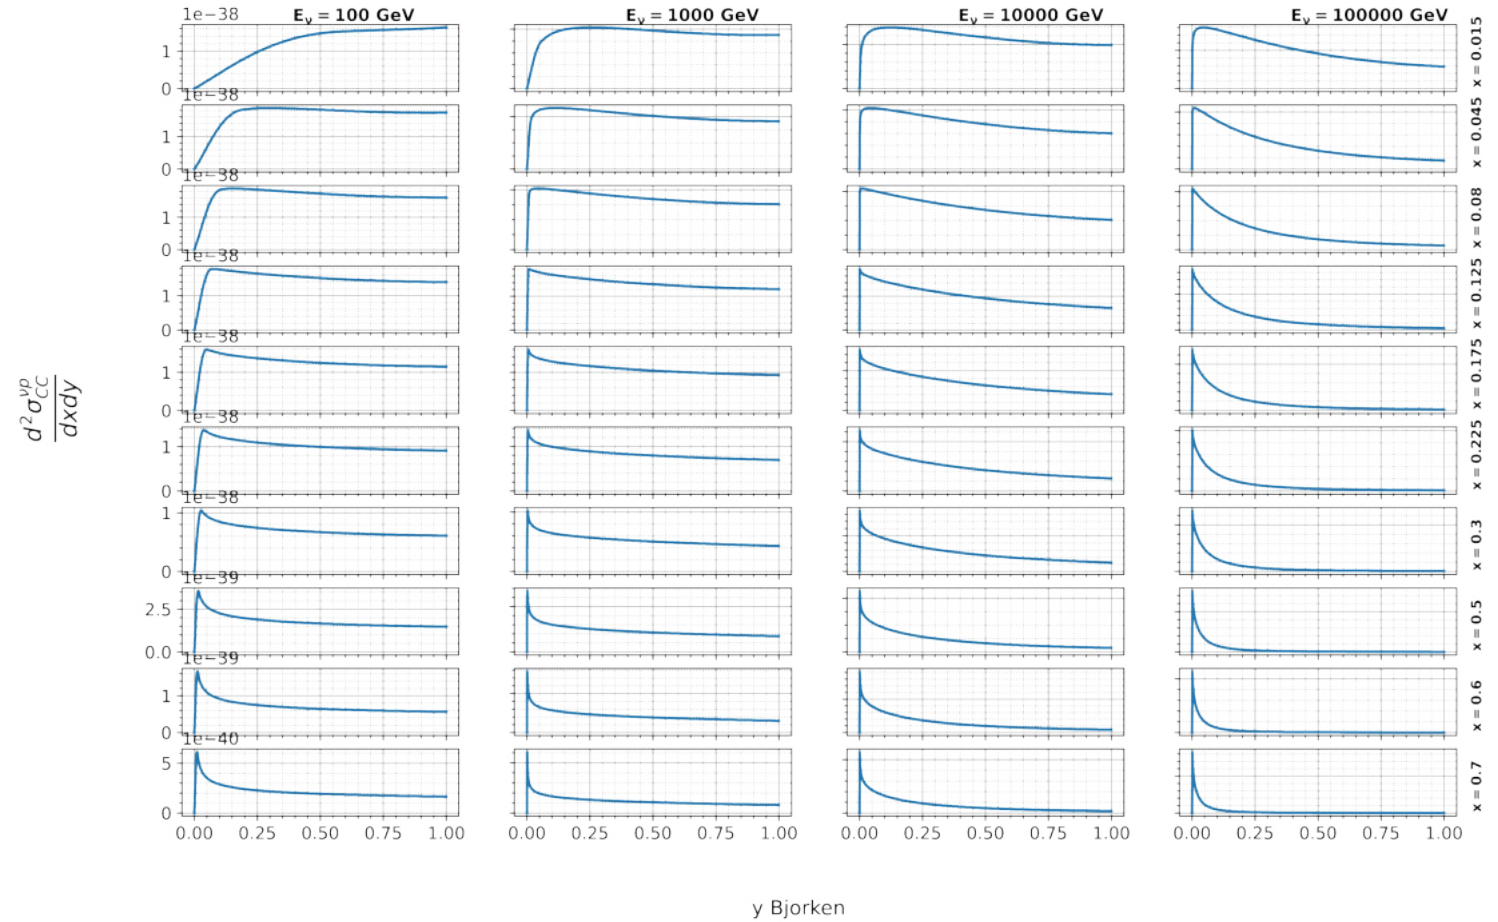 E_ν = 100 GeV E_ν = 1000 GeV E_ν = 10000 GeV E_ν = 100000 GeV
1e−38
1
0
x = 0.015
1e−38
1
0
x = 0.045
1e−38
1
0
x = 0.08
1e−38
1
0
x = 0.125
1e−38
1
0
x = 0.175
1e−38
1
0
x = 0.225
1e−38
1
0
x = 0.3
1e−39
2.5
0.0
x = 0.5
1e−39
1
0
x = 0.6
1e−40
5
0
x = 0.7
0.00 0.25 0.50 0.75 1.00 0.00 0.25 0.50 0.75 1.00 0.00 0.25 0.50 0.75 1.00 0.00 0.25 0.50 0.75 1.00
d²σ_CC^νp
dxdy
y Bjorken